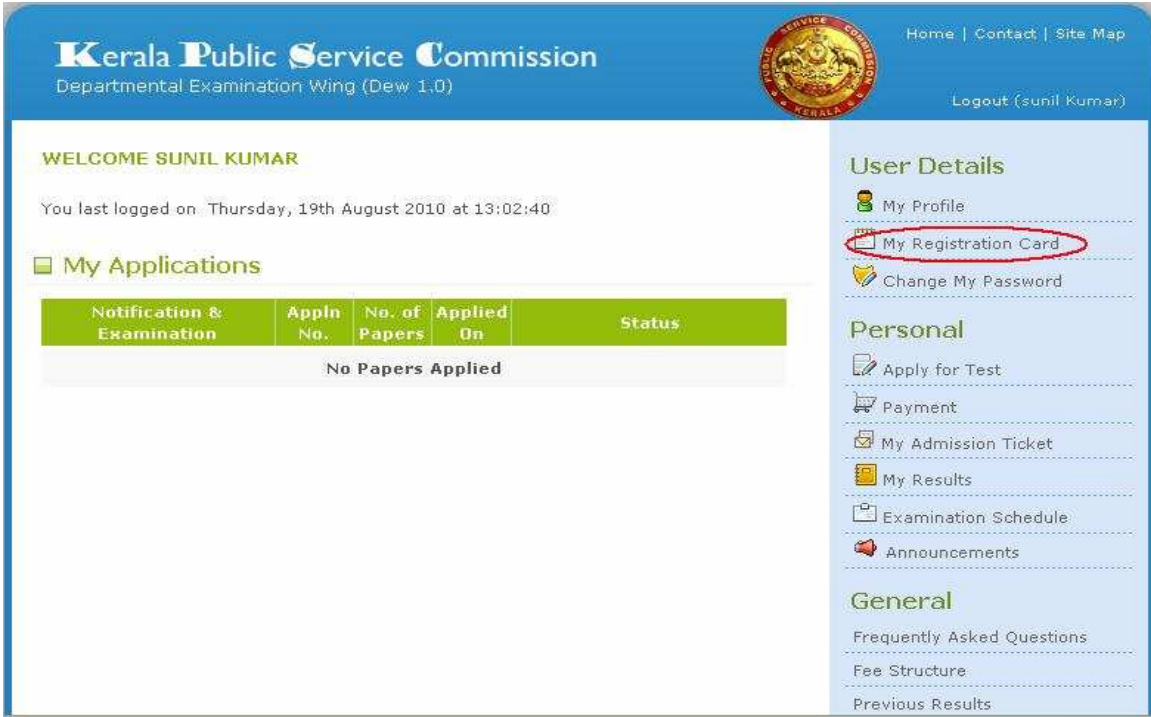 Kerala Public Service Commission
Departmental Examination Wing (Dew 1.0)
PUBLIC SERVICE COMMISSION
KERALA
Home | Contact | Site Map
Logout (sunil Kumar)
WELCOME SUNIL KUMAR
You last logged on Thursday, 19th August 2010 at 13:02:40
My Applications
Notification & Examination
Appln No.
No. of Papers
Applied On
Status
No Papers Applied
User Details
My Profile
My Registration Card
Change My Password
Personal
Apply for Test
Payment
My Admission Ticket
My Results
Examination Schedule
Announcements
General
Frequently Asked Questions
Fee Structure
Previous Results